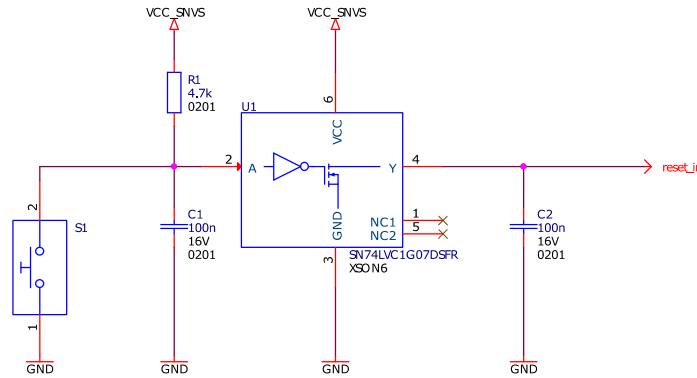 VCC_SNVS
VCC_SNVS
R1
4.7k
0201
U1
6
VCC
2
A
Y
4
reset_in
2
S1
C1
100n
16V
0201
GND
NC1
1
NC2
5
C2
100n
16V
0201
3
SN74LVC1G07DSFR
XSON6
1
GND
GND
GND
GND